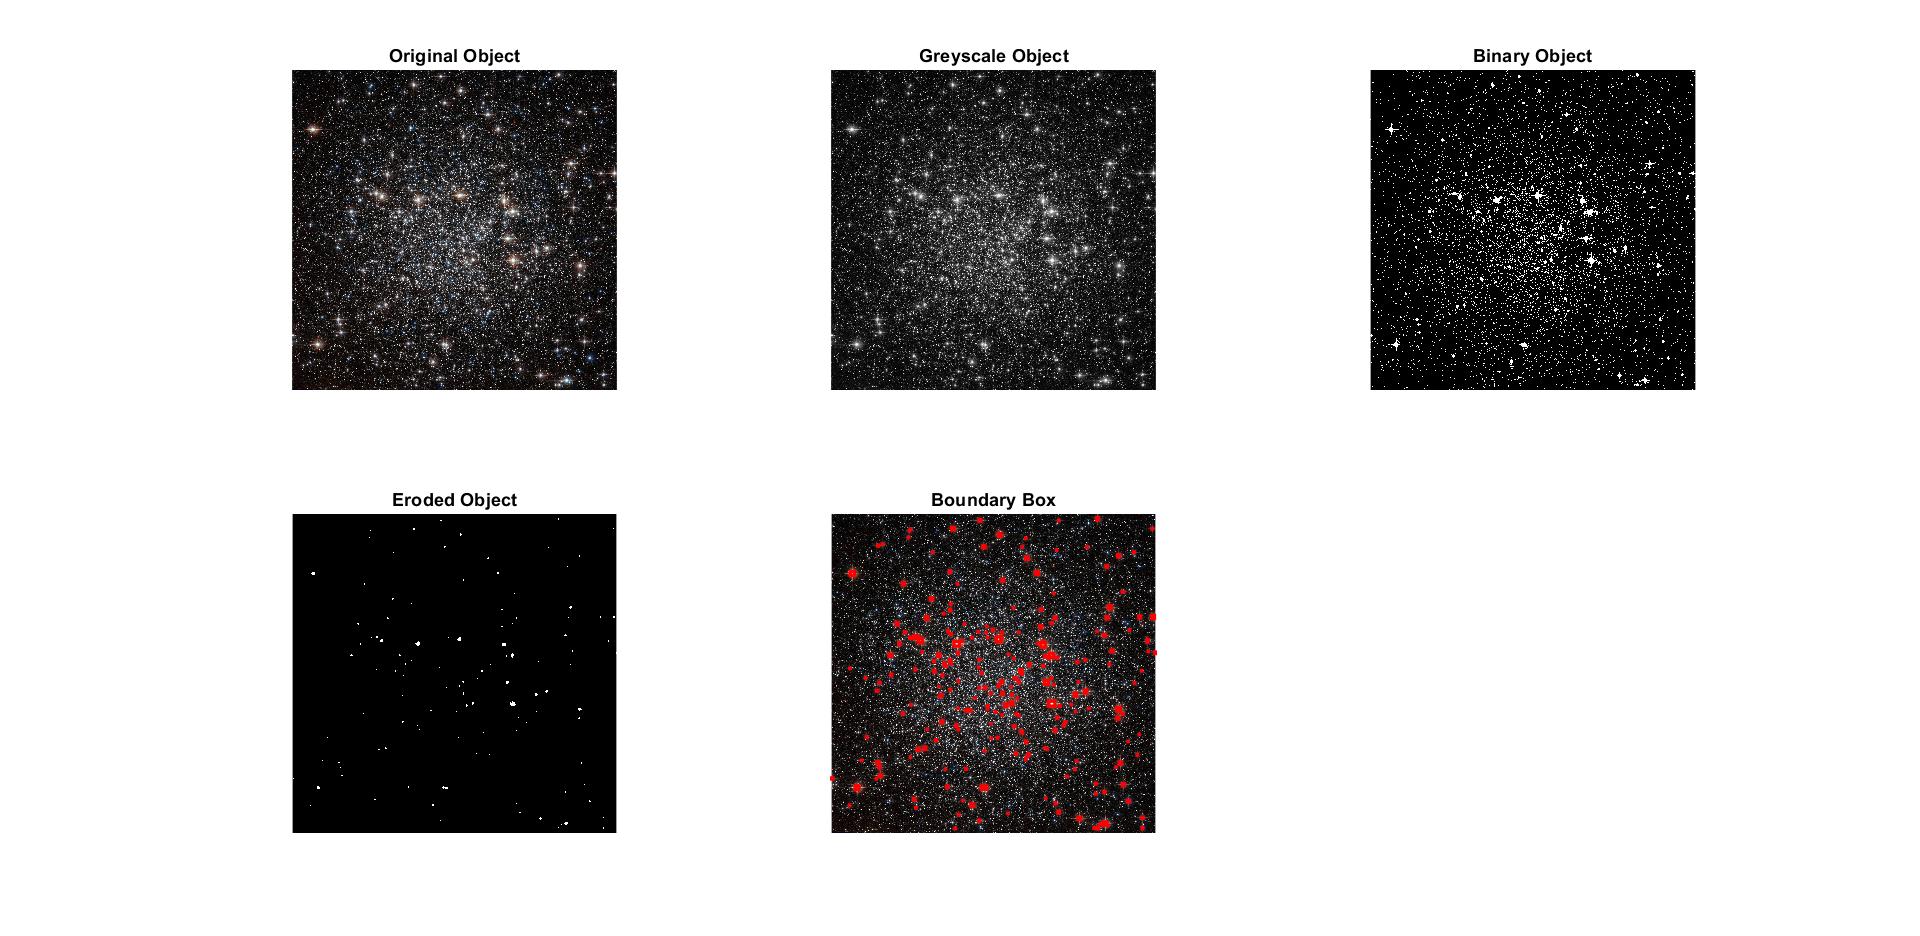 Original Object
Greyscale Object
Binary Object
Eroded Object
Boundary Box